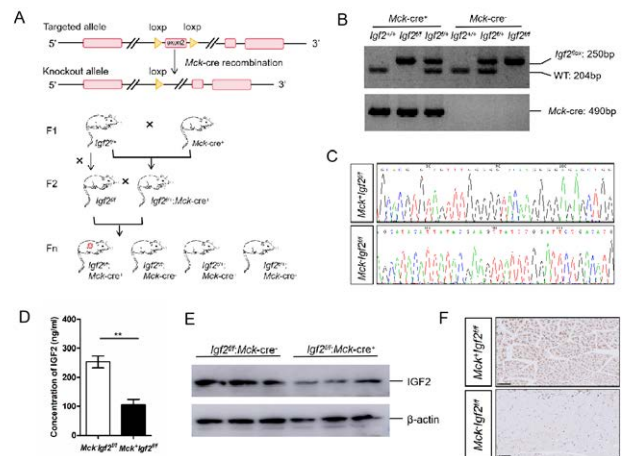 A
loxp loxp
Targeted allele
5' exon2 3'
Mck-cre recombination
Knockout allele loxp
5' 3'
F1
Igf2f/+ Mck-cre+
F2
Igf2f/f Igf2f/+:Mck-cre+
Fn
Igf2f/f: Igf2f/f: Igf2f/+: Igf2f/+:
Mck-cre+ Mck-cre- Mck-cre- Mck-cre+
B
Mck-cre+ Mck-cre-
Igf2+/+ Igf2f/f Igf2f/+ Igf2+/+ Igf2f/+ Igf2f/f
Igf2flox: 250bp
WT: 204bp
Mck-cre: 490bp
C
Mck+Igf2f/f
Mck-Igf2f/f
D
Concentration of IGF2 (ng/ml)
400
300
200
100
0
**
Mck-Igf2f/f Mck+Igf2f/f
E
Igf2f/f:Mck-cre- Igf2f/f:Mck-cre+
IGF2
β-actin
F
Mck+Igf2f/f
Mck-Igf2f/f